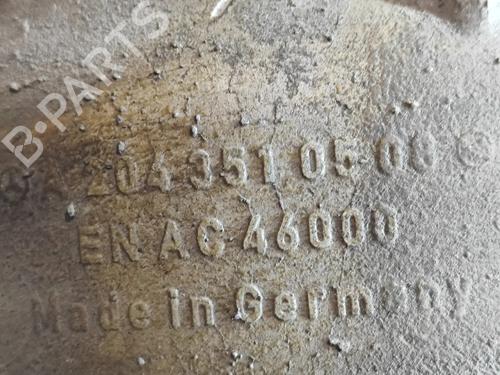 B-PARTS
A 204 351 05 08
EN AC 46000
Made in Germany